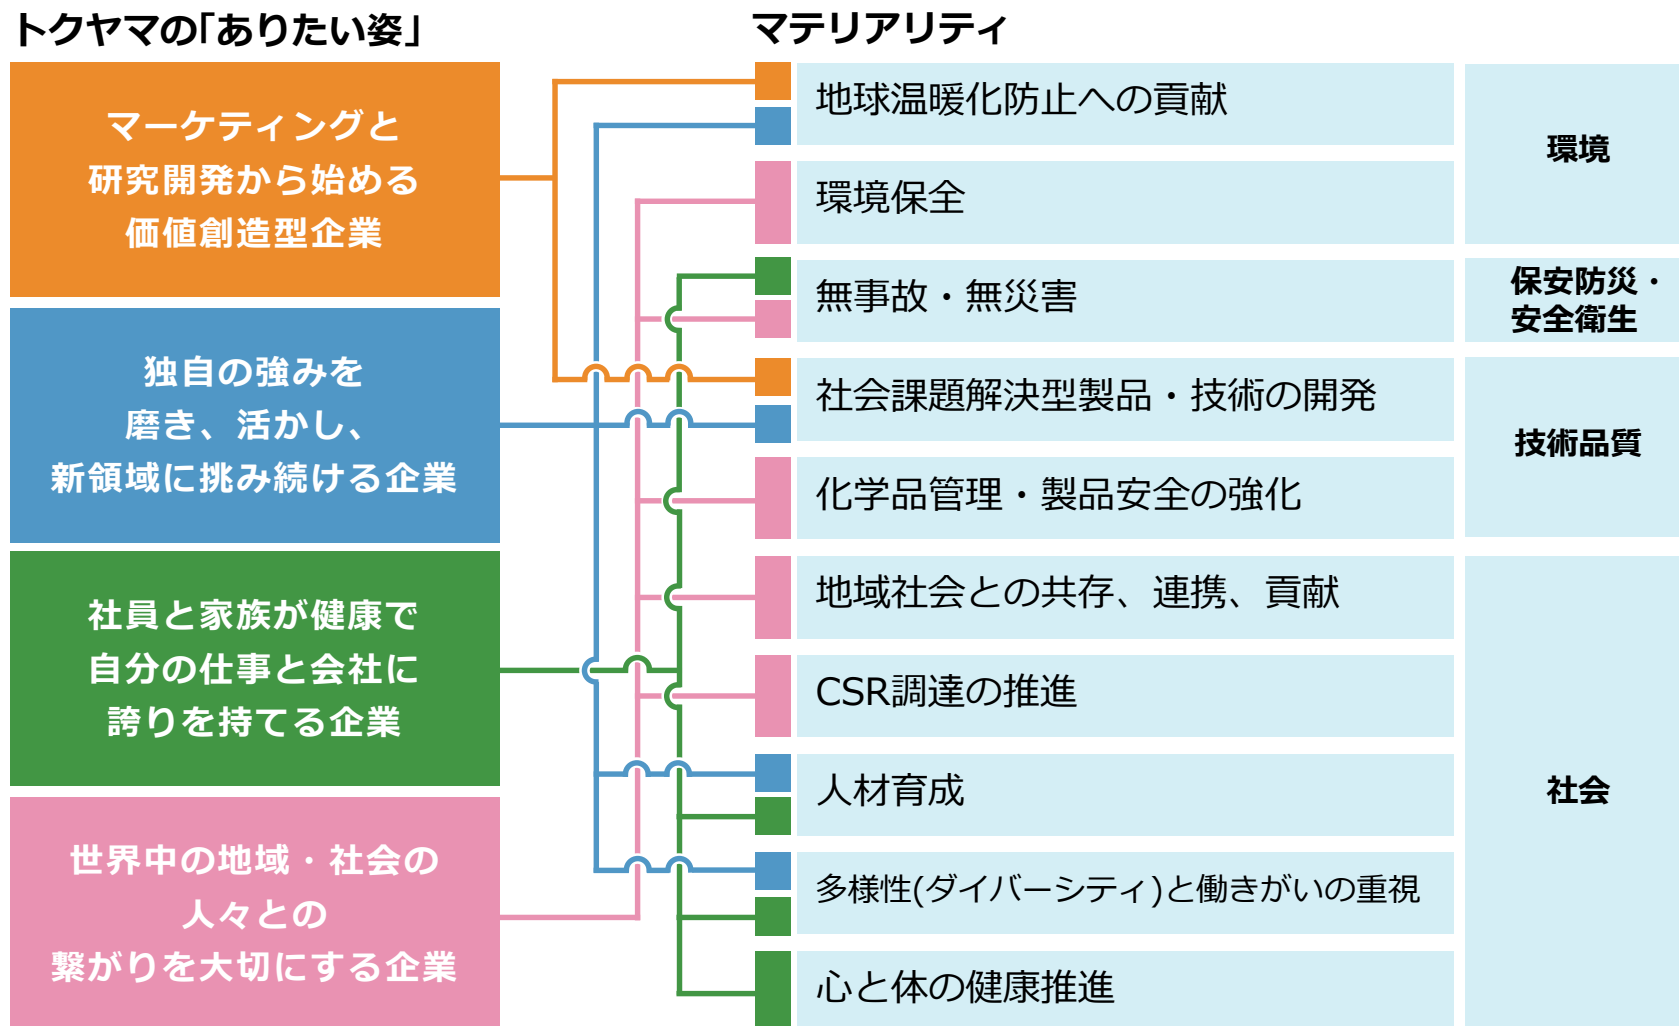 トクヤマの「ありたい姿」
マーケティングと
研究開発から始める
価値創造型企業
独自の強みを
磨き、活かし、
新領域に挑み続ける企業
社員と家族が健康で
自分の仕事と会社に
誇りを持てる企業
世界中の地域・社会の
人々との
繋がりを大切にする企業
マテリアリティ
地球温暖化防止への貢献
環境保全
無事故・無災害
社会課題解決型製品・技術の開発
化学品管理・製品安全の強化
地域社会との共存、連携、貢献
CSR調達の推進
人材育成
多様性(ダイバーシティ)と働きがいの重視
心と体の健康推進
環境
保安防災・
安全衛生
技術品質
社会